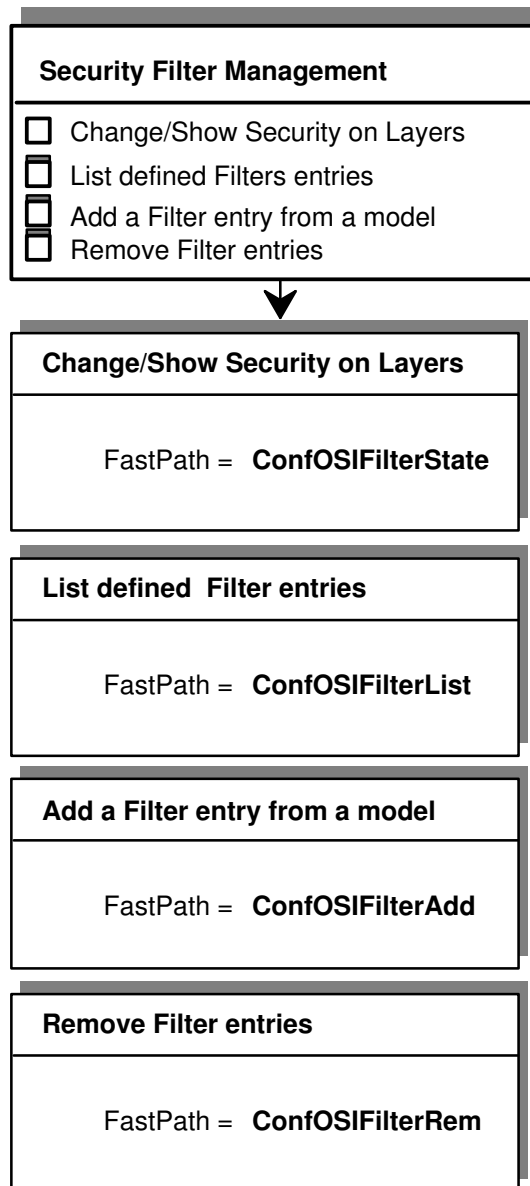 Security Filter Management
Change/Show Security on Layers
List defined Filters entries
Add a Filter entry from a model
Remove Filter entries
Change/Show Security on Layers
FastPath = ConfOSIFilterState
List defined Filter entries
FastPath = ConfOSIFilterList
Add a Filter entry from a model
FastPath = ConfOSIFilterAdd
Remove Filter entries
FastPath = ConfOSIFilterRem